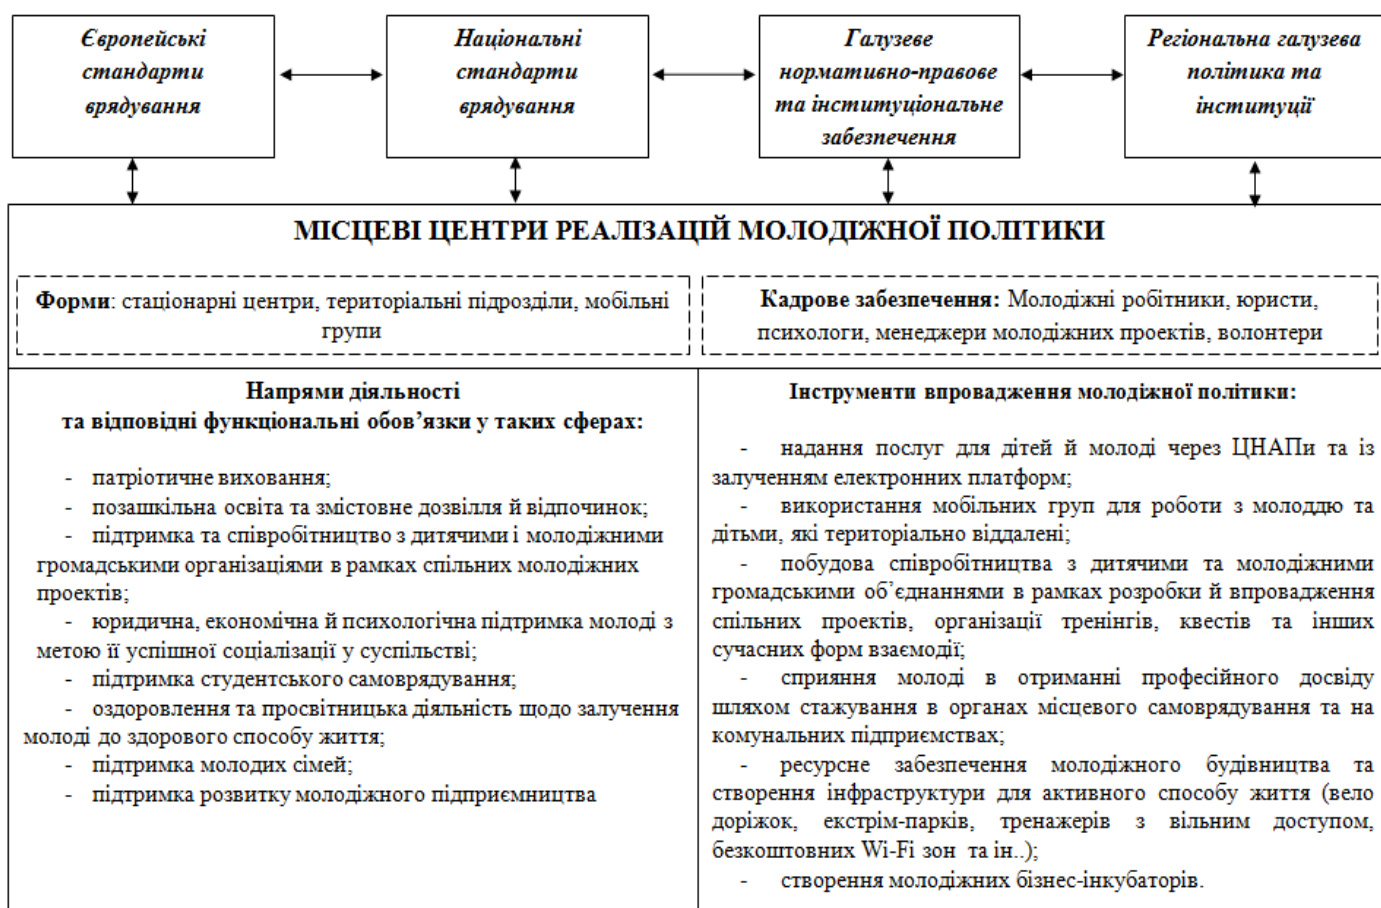 Європейські
стандарти
врядування
Національні
стандарти
врядування
Галузеве
нормативно-правове
та інституціональне
забезпечення
Регіональна галузева
політика та
інституції
МІСЦЕВІ ЦЕНТРИ РЕАЛІЗАЦІЙ МОЛОДІЖНОЇ ПОЛІТИКИ
Форми: стаціонарні центри, територіальні підрозділи, мобільні
групи
Кадрове забезпечення: Молодіжні робітники, юристи,
психологи, менеджери молодіжних проектів, волонтери
Напрями діяльності
та відповідні функціональні обов’язки у таких сферах:
- патріотичне виховання;
- позашкільна освіта та змістовне дозвілля й відпочинок;
- підтримка та співробітництво з дитячими і молодіжними
громадськими організаціями в рамках спільних молодіжних
проектів;
- юридична, економічна й психологічна підтримка молоді з
метою її успішної соціалізації у суспільстві;
- підтримка студентського самоврядування;
- оздоровлення та просвітницька діяльність щодо залучення
молоді до здорового способу життя;
- підтримка молодих сімей;
- підтримка розвитку молодіжного підприємництва
Інструменти впровадження молодіжної політики:
- надання послуг для дітей й молоді через ЦНАПи та із
залученням електронних платформ;
- використання мобільних груп для роботи з молоддю та
дітьми, які територіально віддалені;
- побудова співробітництва з дитячими та молодіжними
громадськими об’єднаннями в рамках розробки й впровадження
спільних проектів, організації тренінгів, квестів та інших
сучасних форм взаємодії;
- сприяння молоді в отриманні професійного досвіду
шляхом стажування в органах місцевого самоврядування та на
комунальних підприємствах;
- ресурсне забезпечення молодіжного будівництва та
створення інфраструктури для активного способу життя (вело
доріжок, екстрім-парків, тренажерів з вільним доступом,
безкоштовних Wi-Fi зон та ін..);
- створення молодіжних бізнес-інкубаторів.